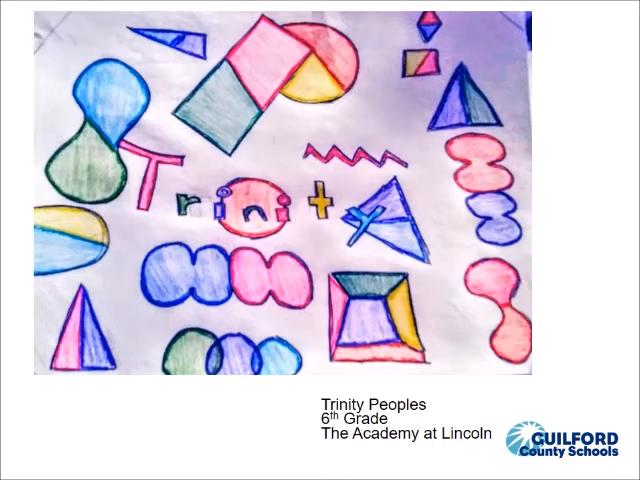 Trinity
Trinity Peoples
6th Grade
The Academy at Lincoln
GUILFORD
County Schools